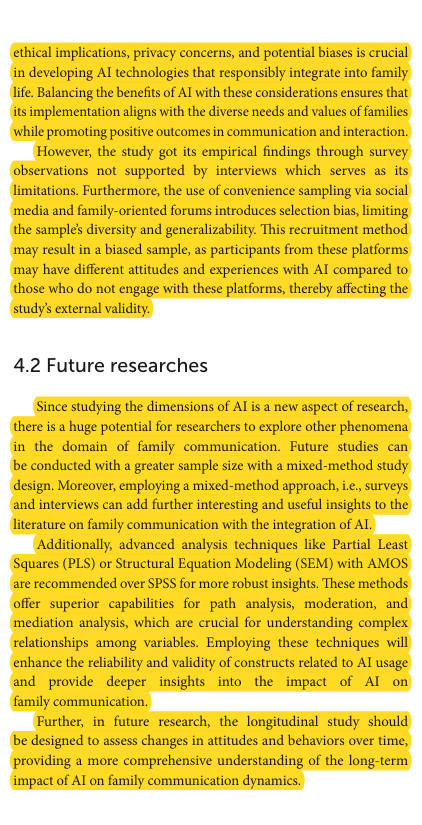 ethical implications, privacy concerns, and potential biases is crucial
in developing AI technologies that responsibly integrate into family
life. Balancing the benefits of AI with these considerations ensures that
its implementation aligns with the diverse needs and values of families
while promoting positive outcomes in communication and interaction.
However, the study got its empirical findings through survey
observations not supported by interviews which serves as its
limitations. Furthermore, the use of convenience sampling via social
media and family-oriented forums introduces selection bias, limiting
the sample's diversity and generalizability. This recruitment method
may result in a biased sample, as participants from these platforms
may have different attitudes and experiences with AI compared to
those who do not engage with these platforms, thereby affecting the
study's external validity.
4.2 Future researches
Since studying the dimensions of AI is a new aspect of research,
there is a huge potential for researchers to explore other phenomena
in the domain of family communication. Future studies can
be conducted with a greater sample size with a mixed-method study
design. Moreover, employing a mixed-method approach, i.e., surveys
and interviews can add further interesting and useful insights to the
literature on family communication with the integration of AI.
Additionally, advanced analysis techniques like Partial Least
Squares (PLS) or Structural Equation Modeling (SEM) with AMOS
are recommended over SPSS for more robust insights. These methods
offer superior capabilities for path analysis, moderation, and
mediation analysis, which are crucial for understanding complex
relationships among variables. Employing these techniques will
enhance the reliability and validity of constructs related to AI usage
and provide deeper insights into the impact of AI on
family communication.
Further, in future research, the longitudinal study should
be designed to assess changes in attitudes and behaviors over time,
providing a more comprehensive understanding of the long-term
impact of AI on family communication dynamics.